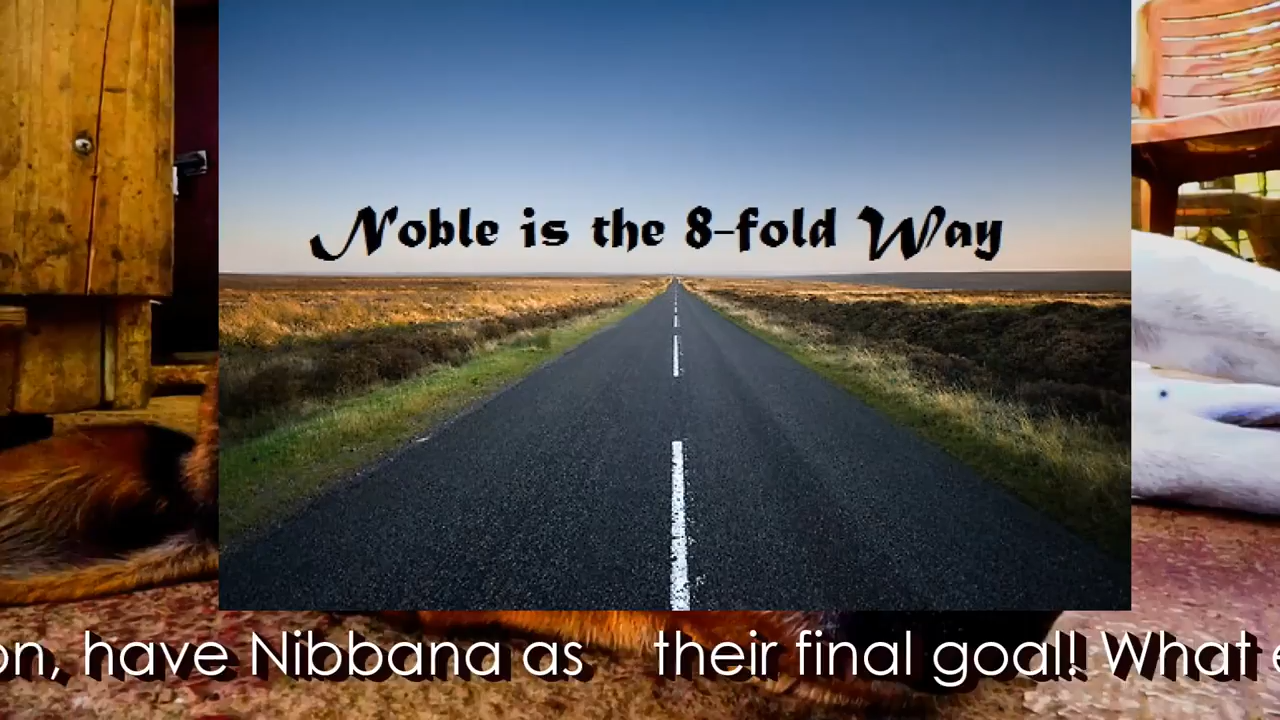 Noble is the 8-fold Way
on, have Nibbana as their final goal! What